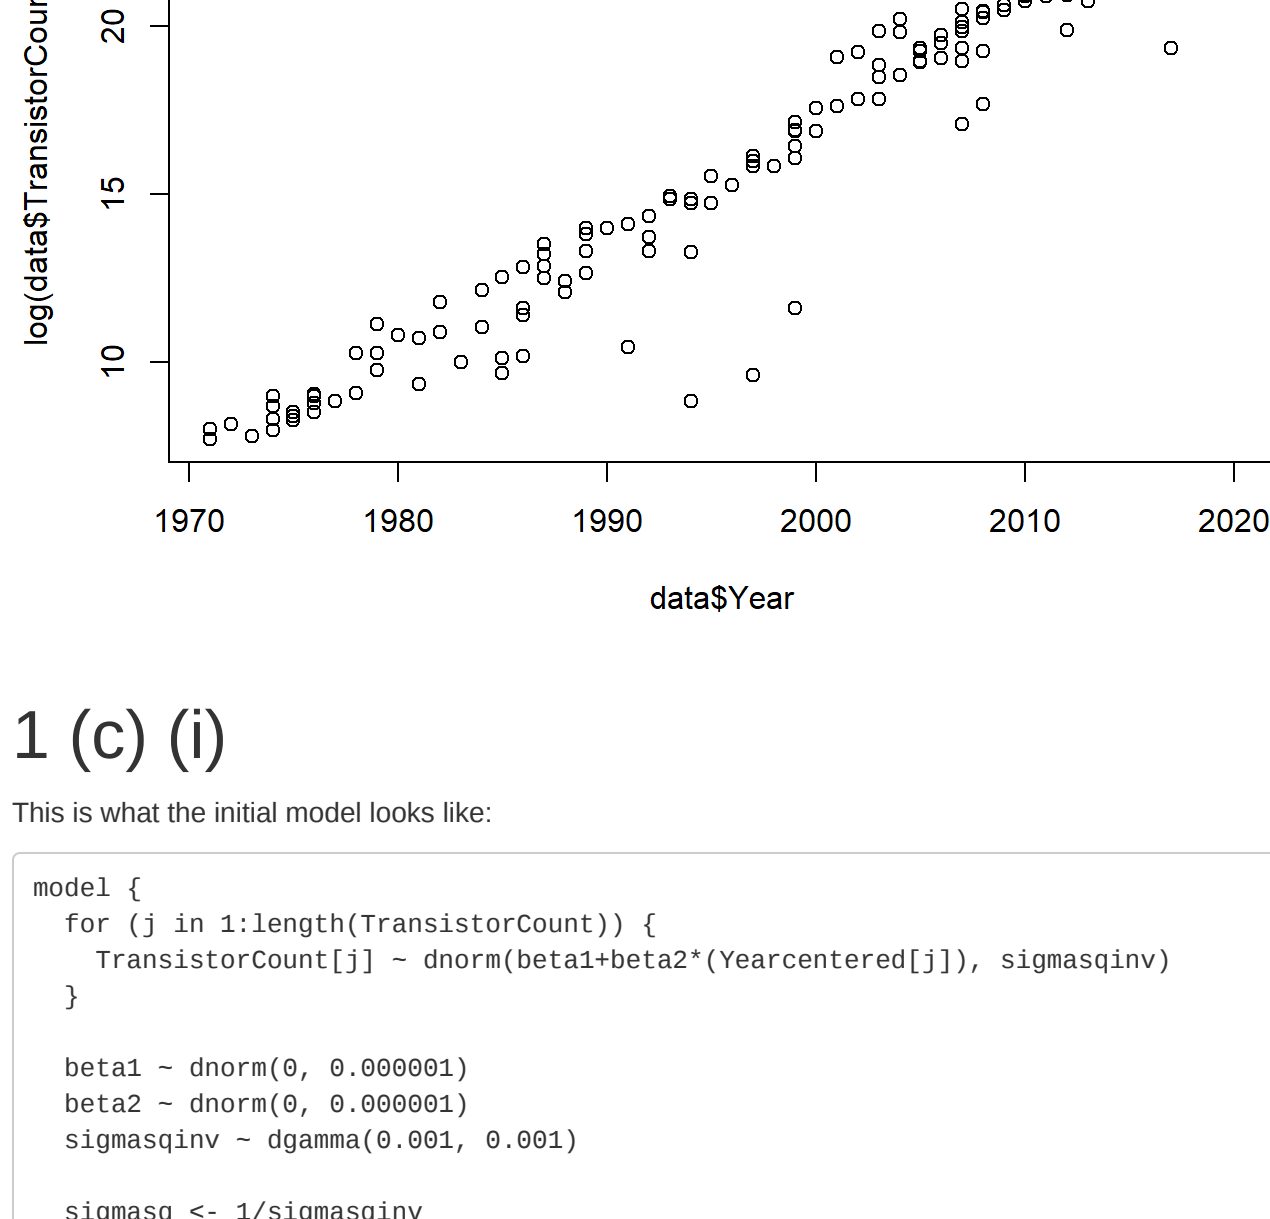 20
15
10
log(data$TransistorCour
1970 1980 1990 2000 2010 2020
data$Year
1 (c) (i)
This is what the initial model looks like:
model {
  for (j in 1:length(TransistorCount)) {
    TransistorCount[j] ~ dnorm(beta1+beta2*(Yearcentered[j]), sigmasqinv)
  }
  beta1 ~ dnorm(0, 0.000001)
  beta2 ~ dnorm(0, 0.000001)
  sigmasqinv ~ dgamma(0.001, 0.001)
  sigmasq <- 1/sigmasqinv